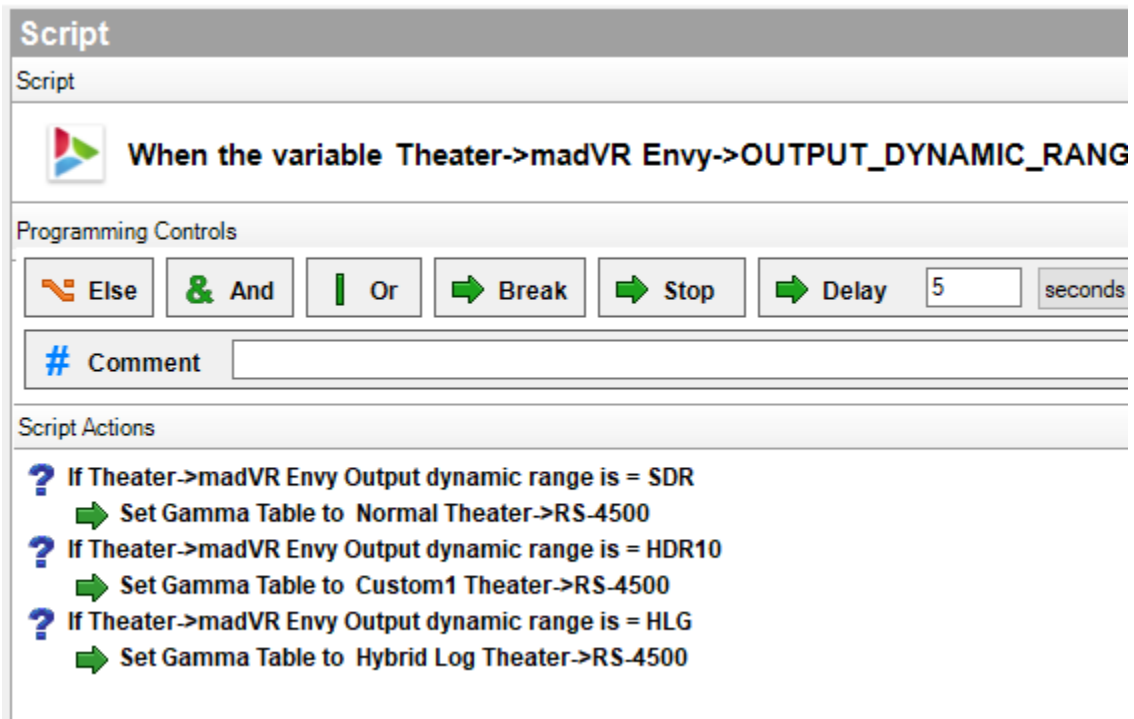 Script
Script
When the variable Theater->madVR Envy->OUTPUT_DYNAMIC_RANG
Programming Controls
Else And Or Break Stop Delay 5 seconds
# Comment
Script Actions
? If Theater->madVR Envy Output dynamic range is = SDR
Set Gamma Table to Normal Theater->RS-4500
? If Theater->madVR Envy Output dynamic range is = HDR10
Set Gamma Table to Custom1 Theater->RS-4500
? If Theater->madVR Envy Output dynamic range is = HLG
Set Gamma Table to Hybrid Log Theater->RS-4500